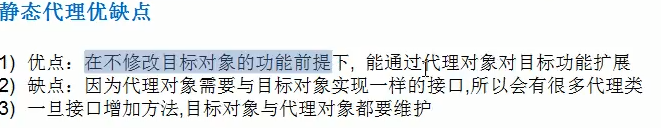 静态代理优缺点
1) 优点：在不修改目标对象的功能前提下, 能通过代理对象对目标功能扩展
2) 缺点：因为代理对象需要与目标对象实现一样的接口,所以会有很多代理类
3) 一旦接口增加方法,目标对象与代理对象都要维护